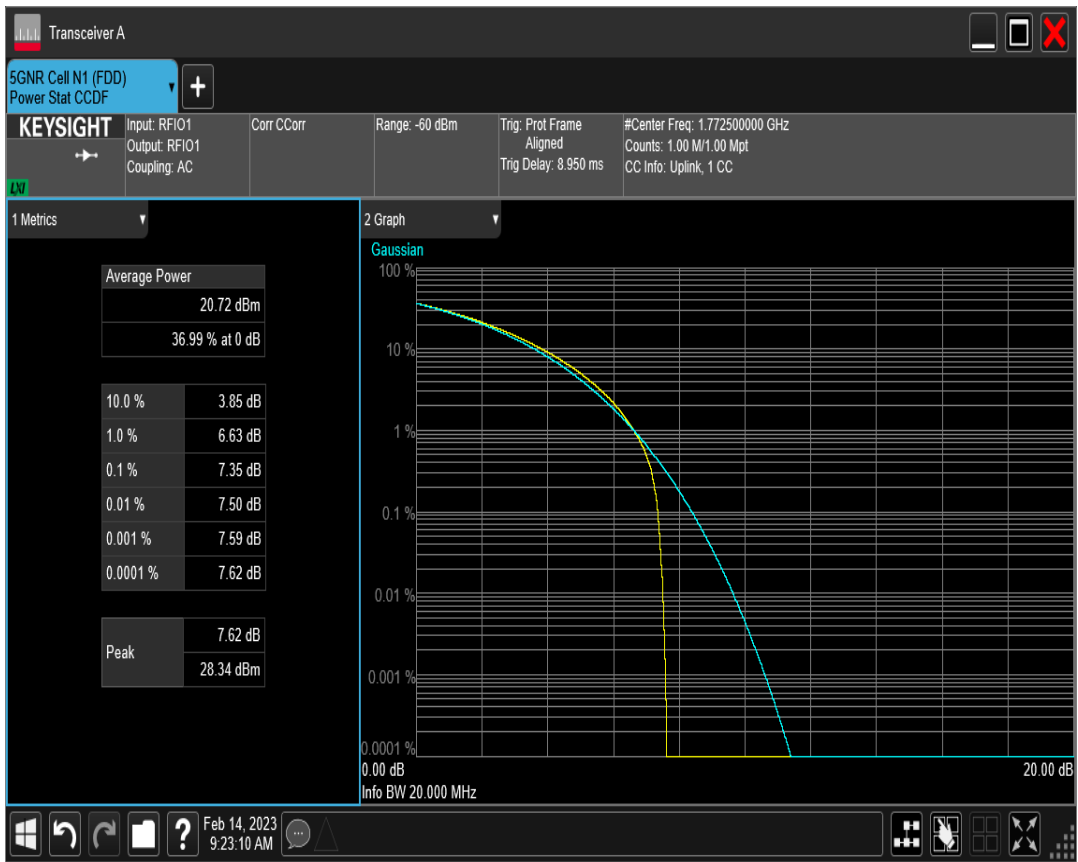 Transceiver A
5GNR Cell N1 (FDD)
Power Stat CCDF
KEYSIGHT
LXI
Input: RFIO1
Output: RFIO1
Coupling: AC
Corr CCorr
Range: -60 dBm
Trig: Prot Frame
Aligned
Trig Delay: 8.950 ms
#Center Freq: 1.772500000 GHz
Counts: 1.00 M/1.00 Mpt
CC Info: Uplink, 1 CC
1 Metrics
Average Power
20.72 dBm
36.99 % at 0 dB
10.0 % 3.85 dB
1.0 % 6.63 dB
0.1 % 7.35 dB
0.01 % 7.50 dB
0.001 % 7.59 dB
0.0001 % 7.62 dB
Peak
7.62 dB
28.34 dBm
2 Graph
Gaussian
100 %
10 %
1 %
0.1 %
0.01 %
0.001 %
0.0001 %
0.00 dB 20.00 dB
Info BW 20.000 MHz
Feb 14, 2023
9:23:10 AM